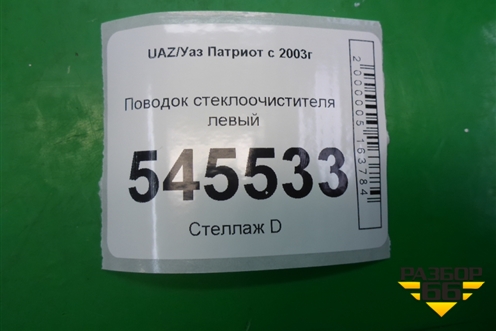 UAZ/Уаз Патриот с 2003г
Поводок стеклоочистителя
левый
545533
Стеллаж D
2000005163784
РАЗБОР
66